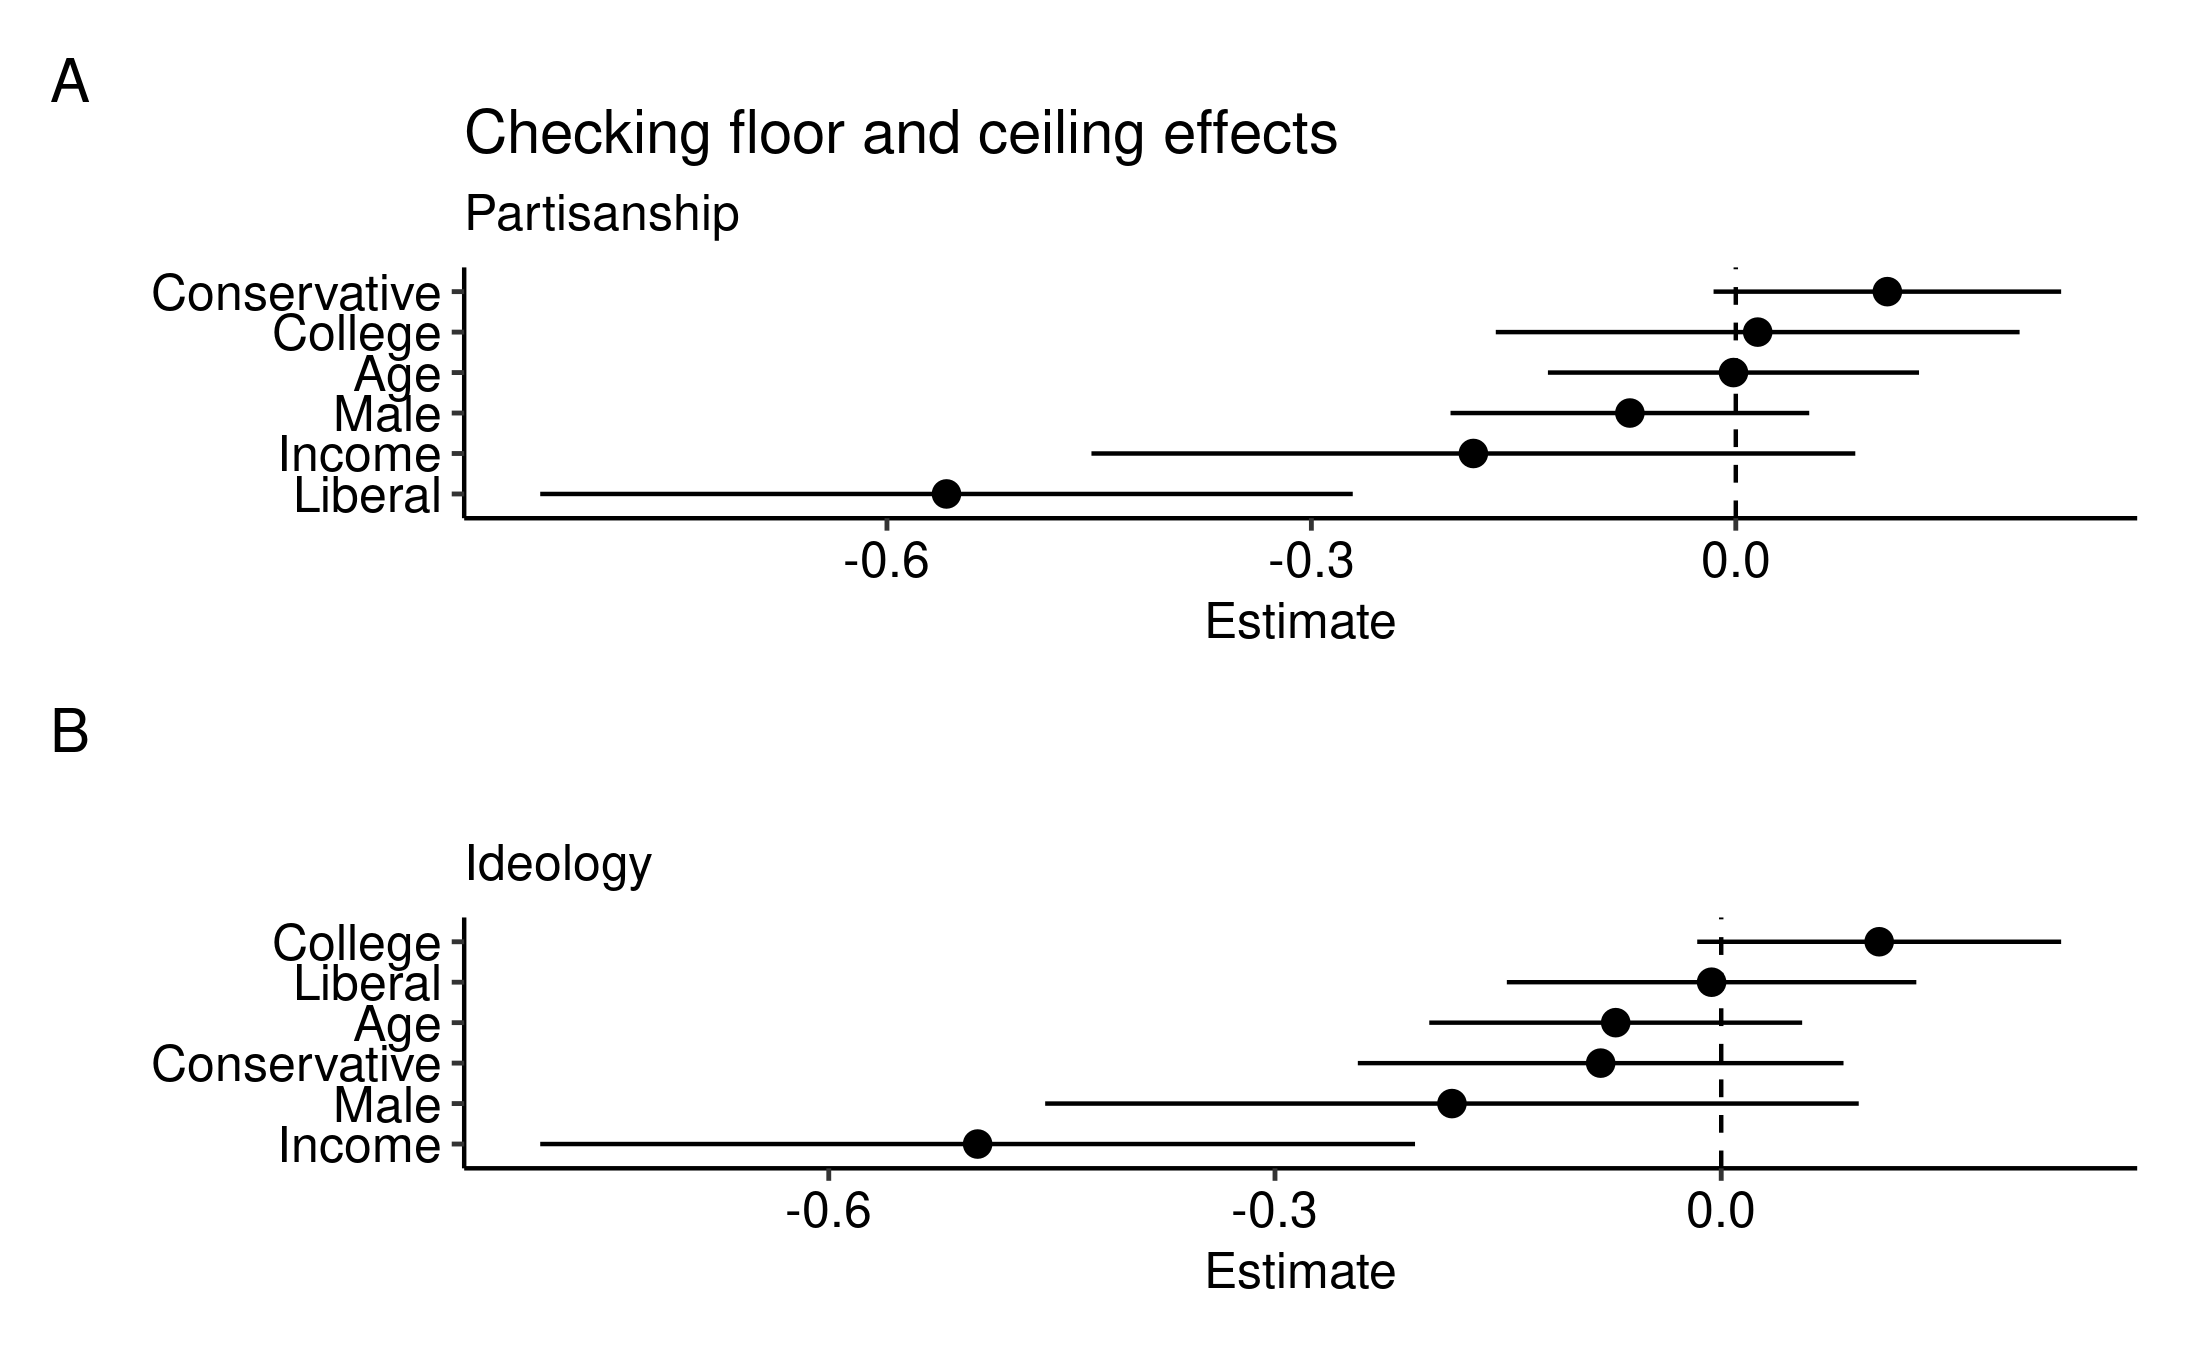 A
Checking floor and ceiling effects
Partisanship
Conservative
College
Age
Male
Income
Liberal
-0.6 -0.3 0.0
Estimate
B
Ideology
College
Liberal
Age
Conservative
Male
Income
-0.6 -0.3 0.0
Estimate